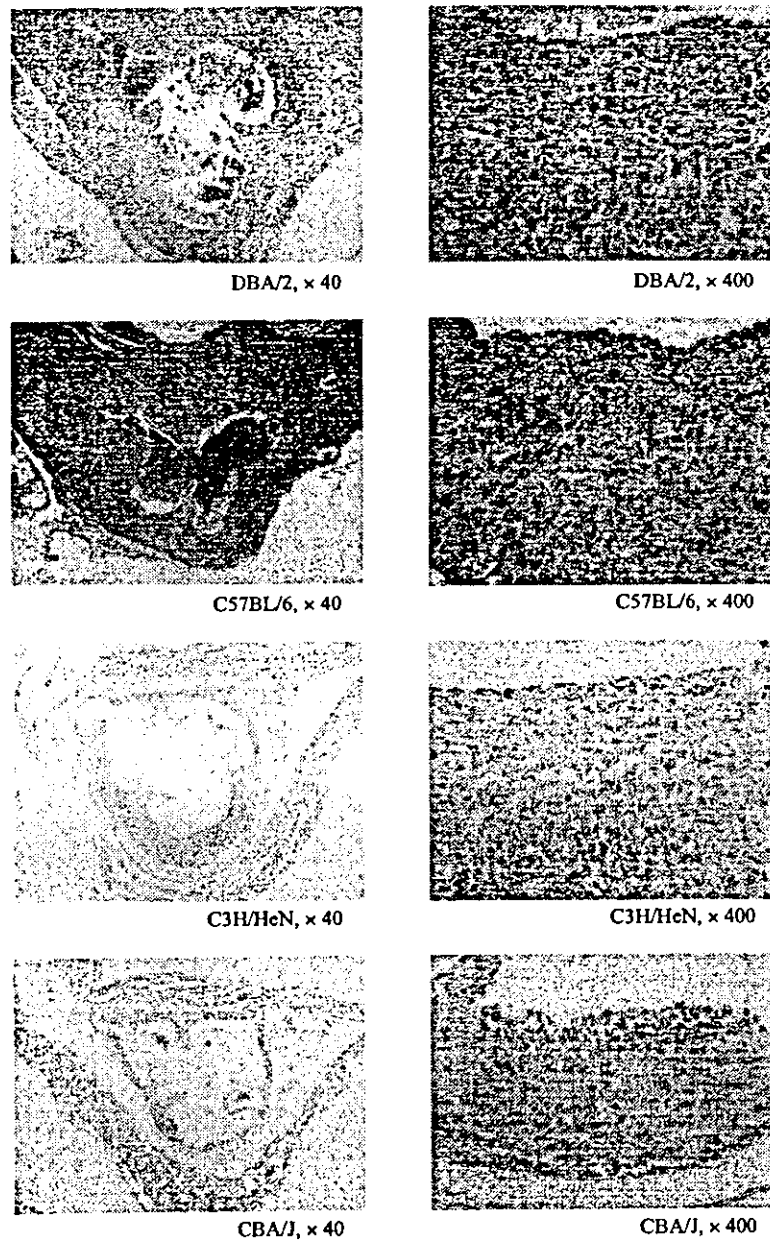 DBA/2, × 40
DBA/2, × 400
C57BL/6, × 40
C57BL/6, × 400
C3H/HeN, × 40
C3H/HeN, × 400
CBA/J, × 40
CBA/J, × 400